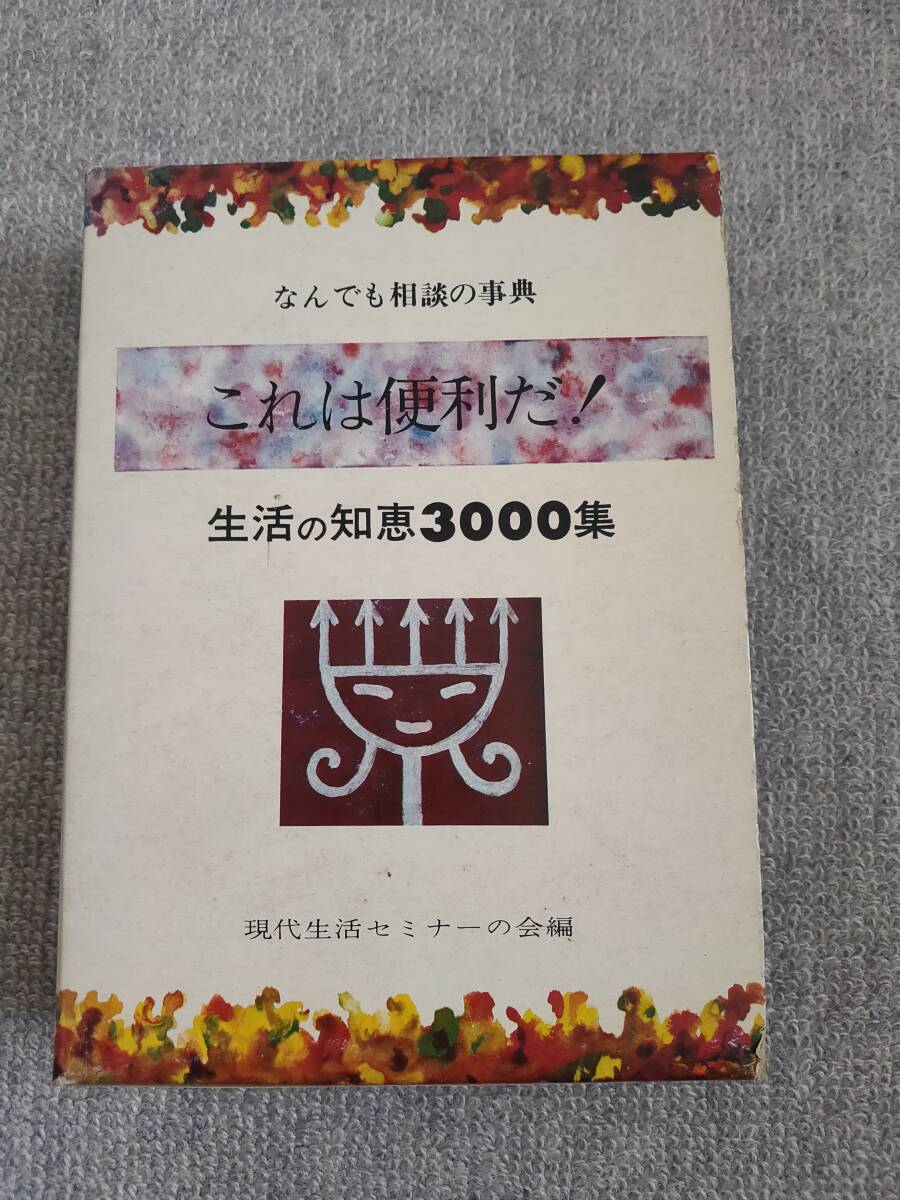 なんでも相談の事典
これは便利だ!
生活の知恵3000集
現代生活セミナーの会編